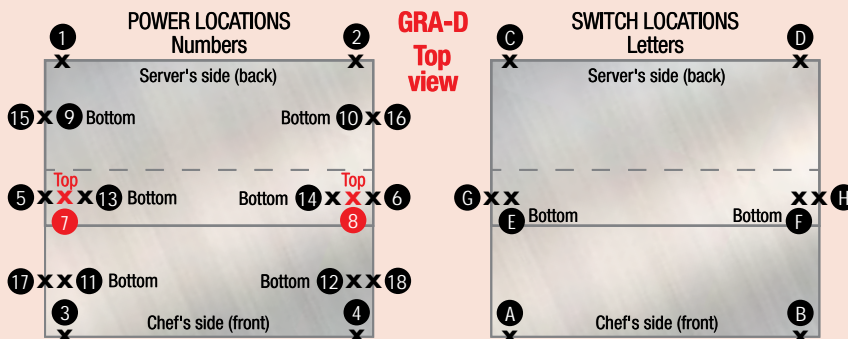 POWER LOCATIONS
Numbers
GRA-D
Top
view
SWITCH LOCATIONS
Letters
1
2
C
D
Server's side (back)
Server's side (back)
15 x 9 Bottom
Bottom 10 x 16
Top
Top
5
13 Bottom
Bottom 14
6
7
8
G
H
E Bottom
Bottom F
17
11 Bottom
Bottom 12
18
3
Chef's side (front)
4
A
Chef's side (front)
B